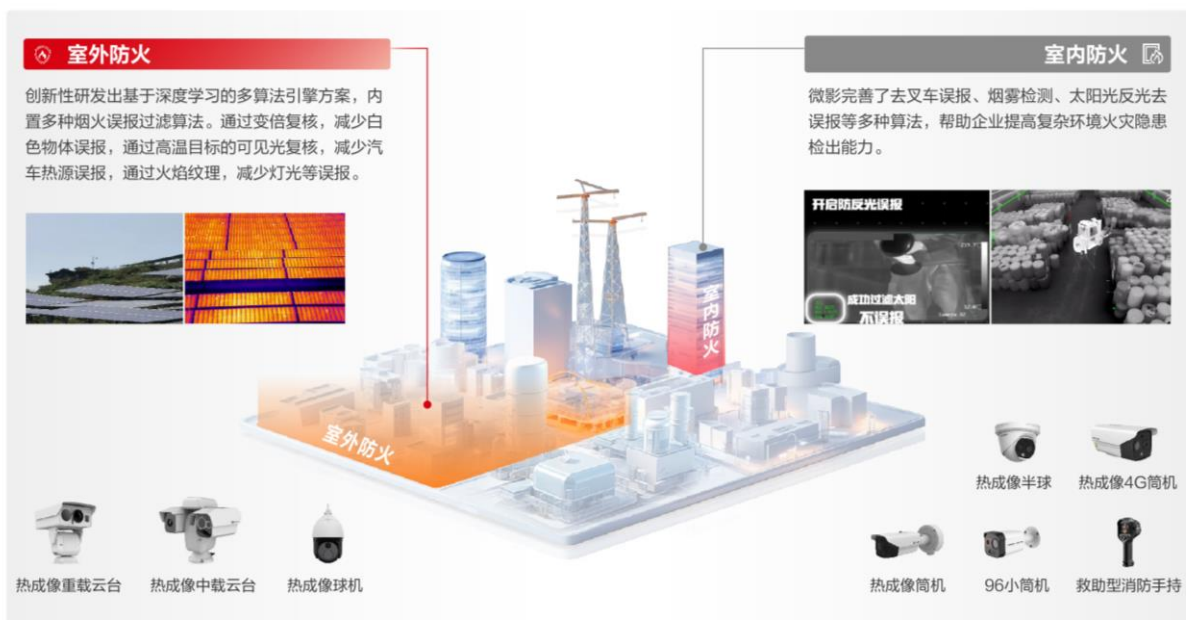 室外防火
创新性研发出基于深度学习的多算法引擎方案，内
置多种烟火误报过滤算法。通过变倍复核，减少白
色物体误报，通过高温目标的可见光复核，减少汽
车热源误报，通过火焰纹理，减少灯光等误报。
室内防火
微影完善了去叉车误报、烟雾检测、太阳光反光去
误报等多种算法，帮助企业提高复杂环境火灾隐患
检出能力。
开启防反光误报
成功过滤太阳
不误报
室内防火
室外防火
热成像重载云台
热成像中载云台
热成像球机
热成像半球
热成像4G筒机
热成像筒机
96小筒机
救助型消防手持